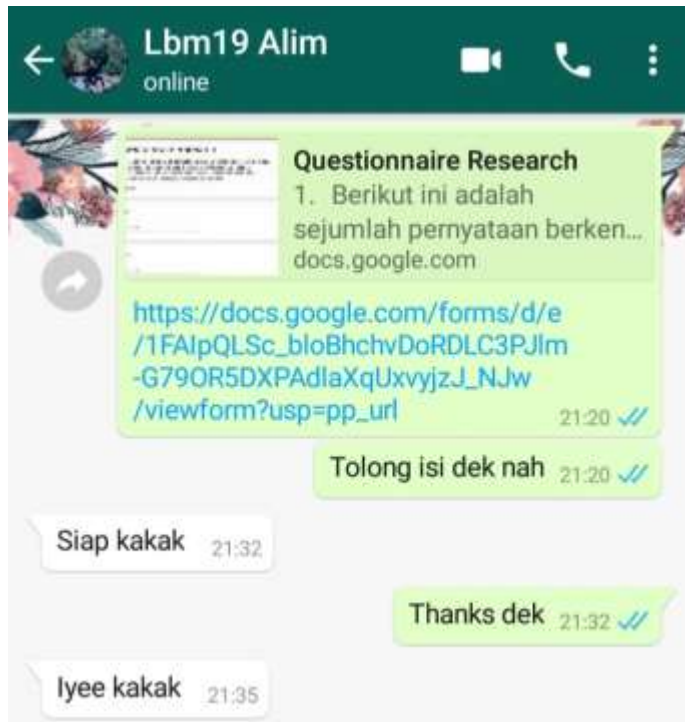 Lbm19 Alim
online
Questionnaire Research
1. Berikut ini adalah
sejumlah pernyataan berken...
docs.google.com
https://docs.google.com/forms/d/e
/1FAIpQLSc_bloBhchvDoRDLC3PJlm
-G79OR5DXPAdlaXqUxvyjzJ_NJw
/viewform?usp=pp_url
21:20
Tolong isi dek nah 21:20
Siap kakak 21:32
Thanks dek 21:32
Iyee kakak 21:35